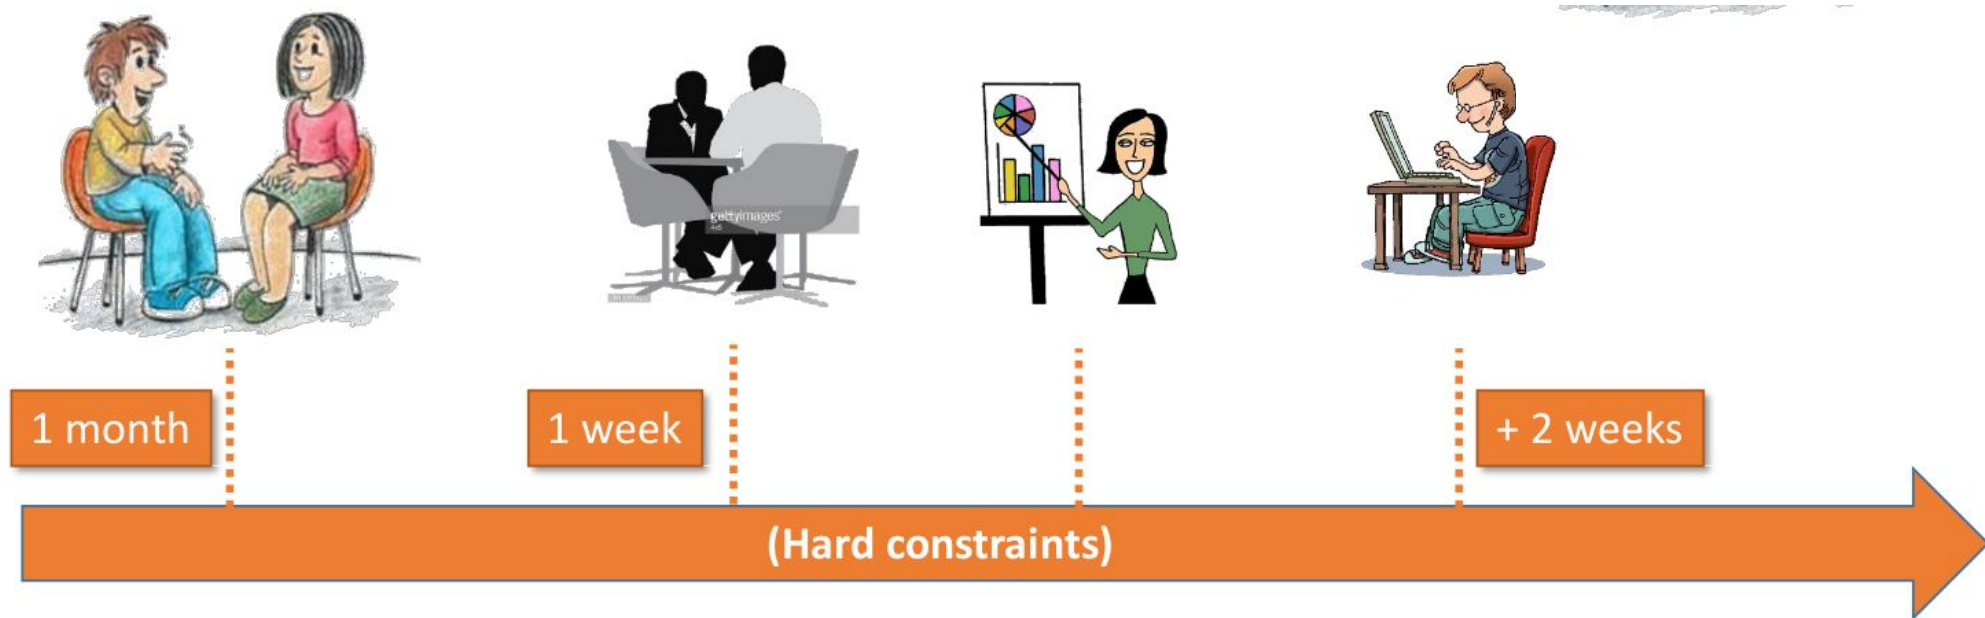 gettyimages
1 month
1 week
+ 2 weeks
(Hard constraints)